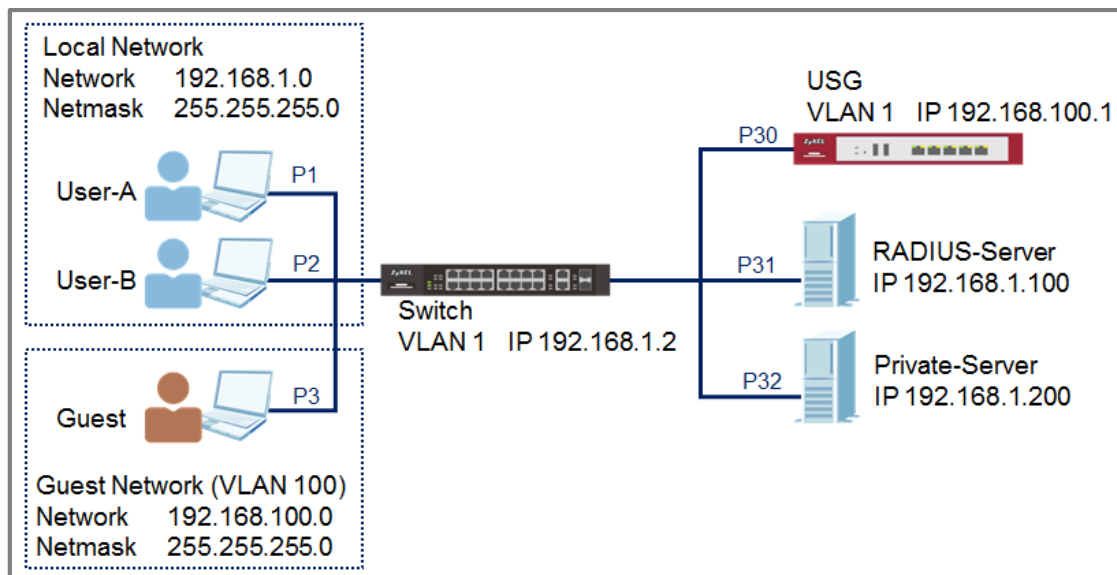 Local Network
Network 192.168.1.0
Netmask 255.255.255.0
User-A
P1
User-B
P2
Guest
P3
Guest Network (VLAN 100)
Network 192.168.100.0
Netmask 255.255.255.0
ZyXEL
Switch
VLAN 1 IP 192.168.1.2
USG
VLAN 1 IP 192.168.100.1
P30
ZyXEL
P31
RADIUS-Server
IP 192.168.1.100
P32
Private-Server
IP 192.168.1.200